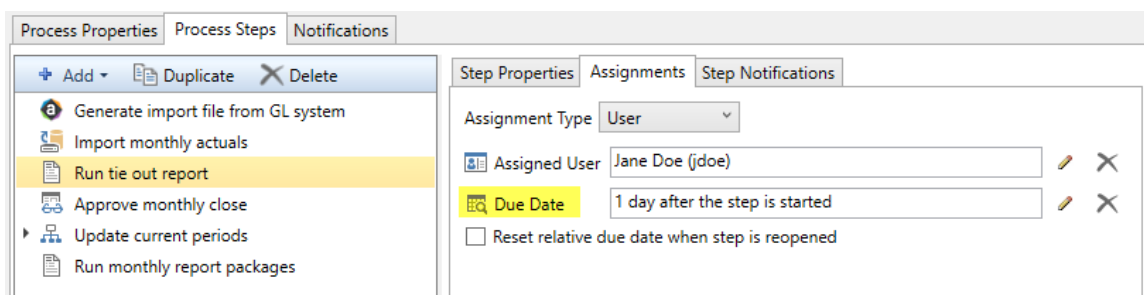 Process Properties Process Steps Notifications
Add Duplicate Delete
Generate import file from GL system
Import monthly actuals
Run tie out report
Approve monthly close
Update current periods
Run monthly report packages
Step Properties Assignments Step Notifications
Assignment Type User
Assigned User Jane Doe (jdoe)
Due Date 1 day after the step is started
Reset relative due date when step is reopened